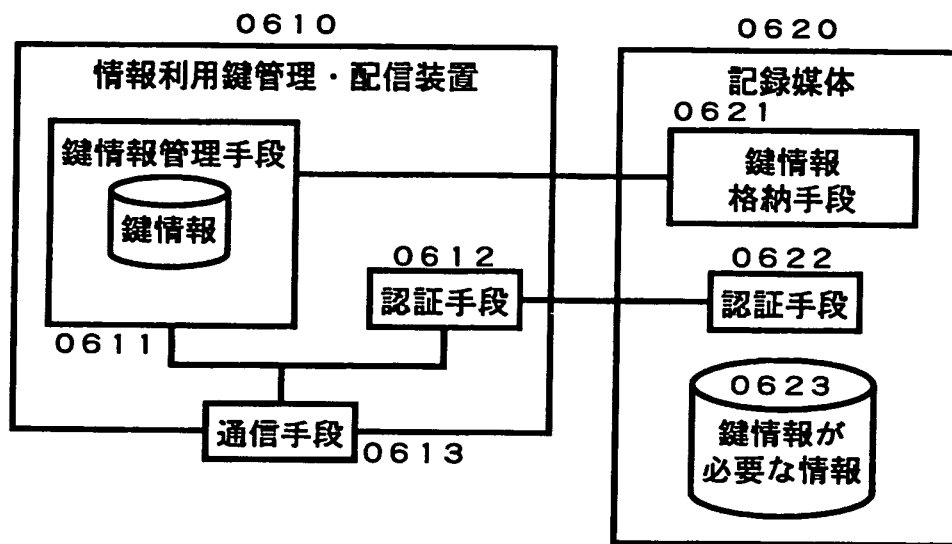 0610
情報利用鍵管理・配信装置
鍵情報管理手段
鍵情報
0611
0612
認証手段
通信手段
0613
0620
記録媒体
0621
鍵情報
格納手段
0622
認証手段
0623
鍵情報が
必要な情報